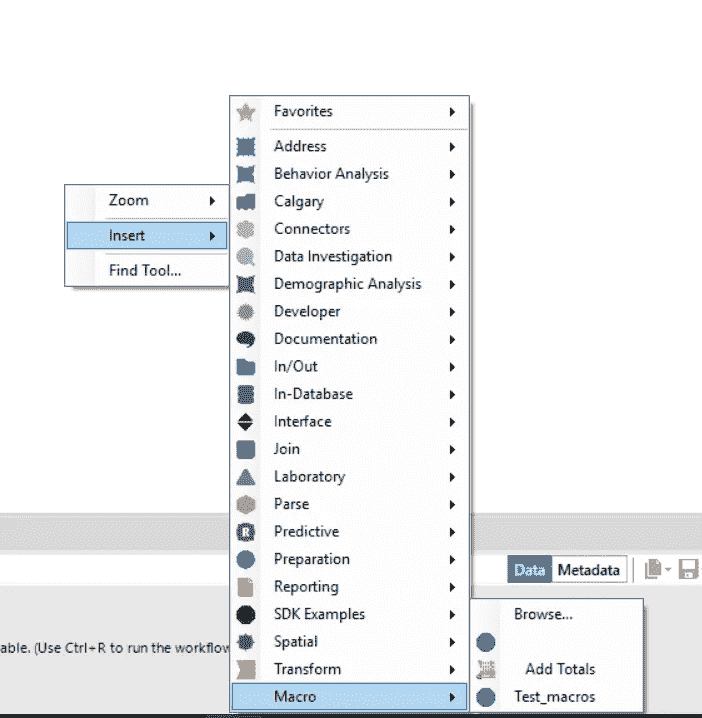 Favorites
Address
Behavior Analysis
Calgary
Connectors
Data Investigation
Demographic Analysis
Developer
Documentation
In/Out
In-Database
Interface
Join
Laboratory
Parse
Predictive
Preparation
Reporting
SDK Examples
Spatial
Transform
Macro
Zoom
Insert
Find Tool...
Data
Metadata
able. (Use Ctrl+R to run the workflow
Browse...
Add Totals
Test_macros
R